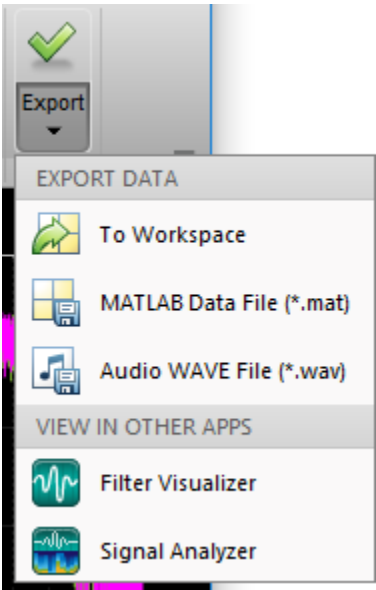 Export
EXPORT DATA
To Workspace
MATLAB Data File (*.mat)
Audio WAVE File (*.wav)
VIEW IN OTHER APPS
Filter Visualizer
Signal Analyzer